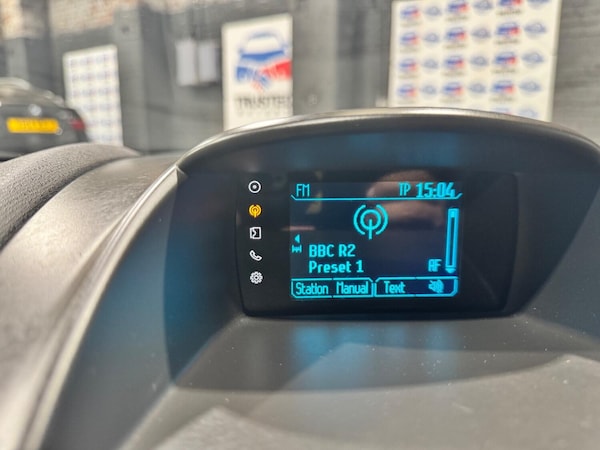 TRUSTED
FM TP 15:04
BBC R2
Preset 1 AF
Station Manual Text